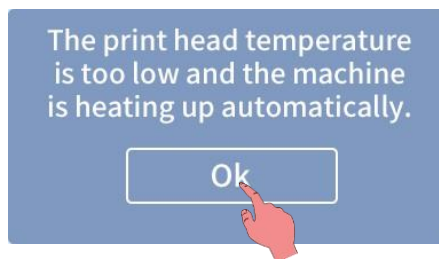 The print head temperature
is too low and the machine
is heating up automatically.
Ok